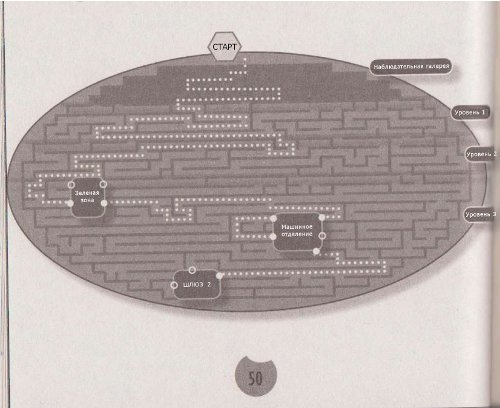 СТАРТ
Наблюдательная галерея
Уровень 1
Уровень 2
Зеленая
зона
Уровень 3
Машинное
отделение
ШЛЮЗ 2
50